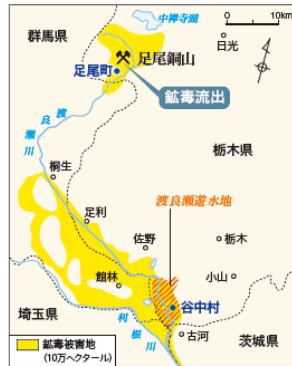 中禅寺湖
10km
群馬県
日光
足尾銅山
足尾町
鉱毒流出
渡良瀬川
桐生
栃木県
足利
渡良瀬遊水地
佐野
栃木
館林
小山
谷中村
埼玉県
利根川
古河
茨城県
鉱毒被害地
(10万ヘクタール)